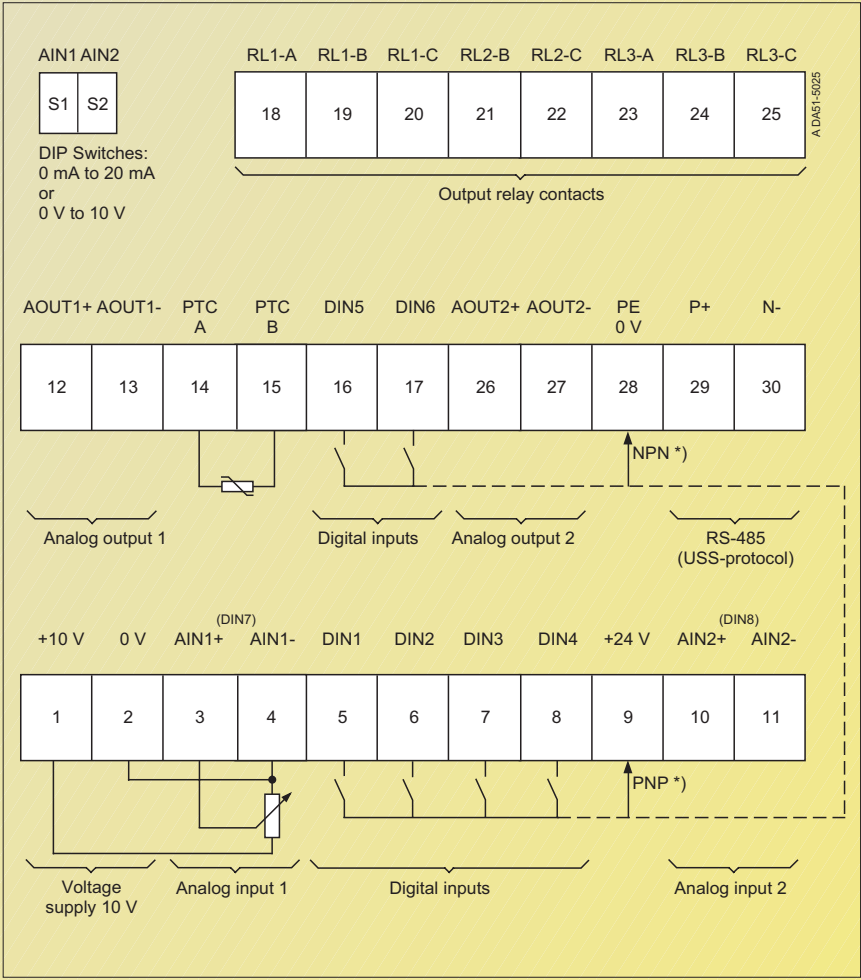 AIN1 AIN2
S1 S2
DIP Switches:
0 mA to 20 mA
or
0 V to 10 V
RL1-A RL1-B RL1-C RL2-B RL2-C RL3-A RL3-B RL3-C
18 19 20 21 22 23 24 25
Output relay contacts
A DA51-5025
AOUT1+ AOUT1- PTC A PTC B DIN5 DIN6 AOUT2+ AOUT2- PE 0 V P+ N-
12 13 14 15 16 17 26 27 28 29 30
NPN *)
Analog output 1
Digital inputs
Analog output 2
RS-485
(USS-protocol)
(DIN7) (DIN8)
+10 V 0 V AIN1+ AIN1- DIN1 DIN2 DIN3 DIN4 +24 V AIN2+ AIN2-
1 2 3 4 5 6 7 8 9 10 11
PNP *)
Voltage
supply 10 V
Analog input 1
Digital inputs
Analog input 2